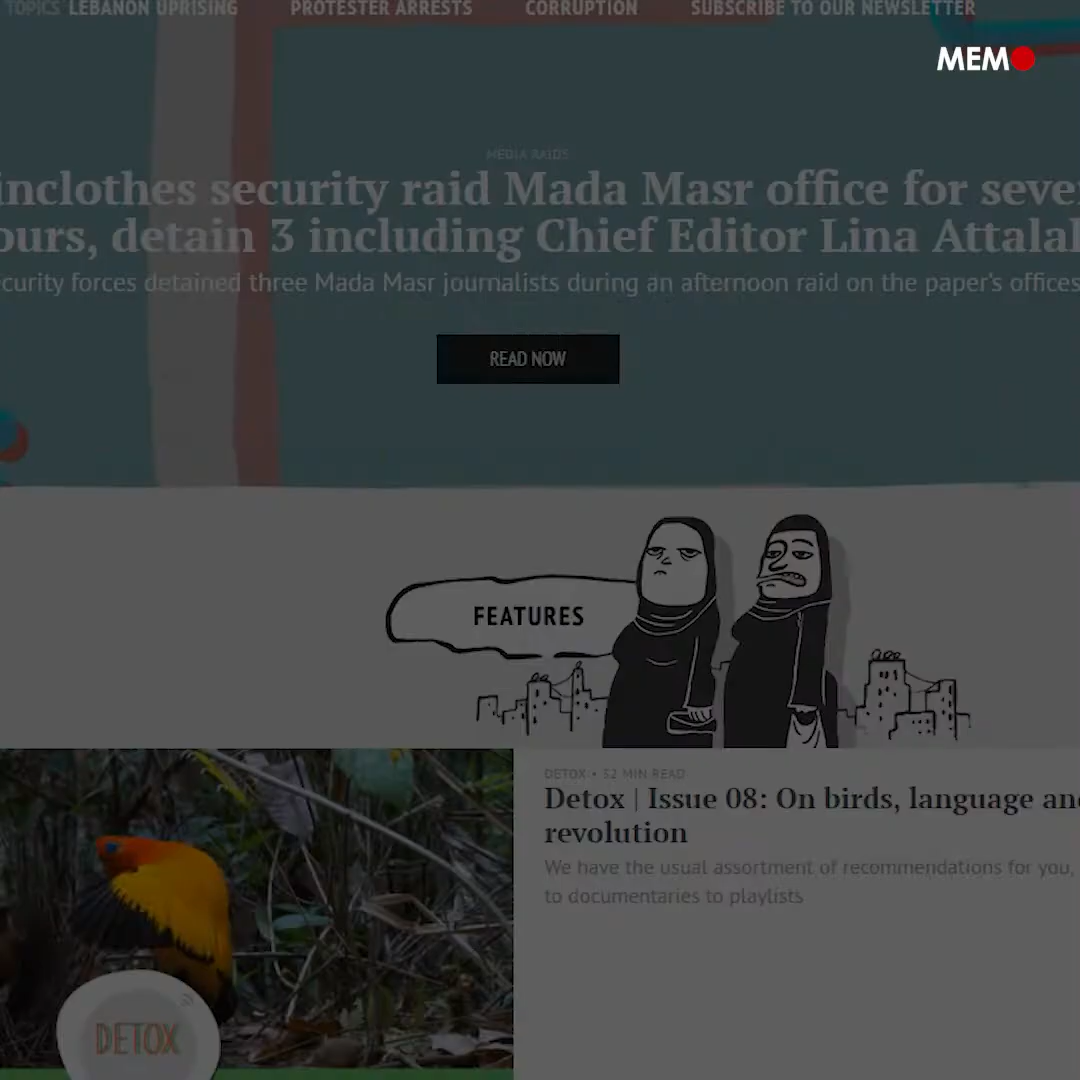 TOPICS LEBANON UPRISING PROTESTER ARRESTS CORRUPTION SUBSCRIBE TO OUR NEWSLETTER
MEMO
MEDIA RAIDS
inclothes security raid Mada Masr office for seve
ours, detain 3 including Chief Editor Lina Attalal
curity forces detained three Mada Masr journalists during an afternoon raid on the paper's offices
READ NOW
FEATURES
DETOX • 52 MIN READ
Detox | Issue 08: On birds, language an
revolution
We have the usual assortment of recommendations for you,
to documentaries to playlists
DETOX